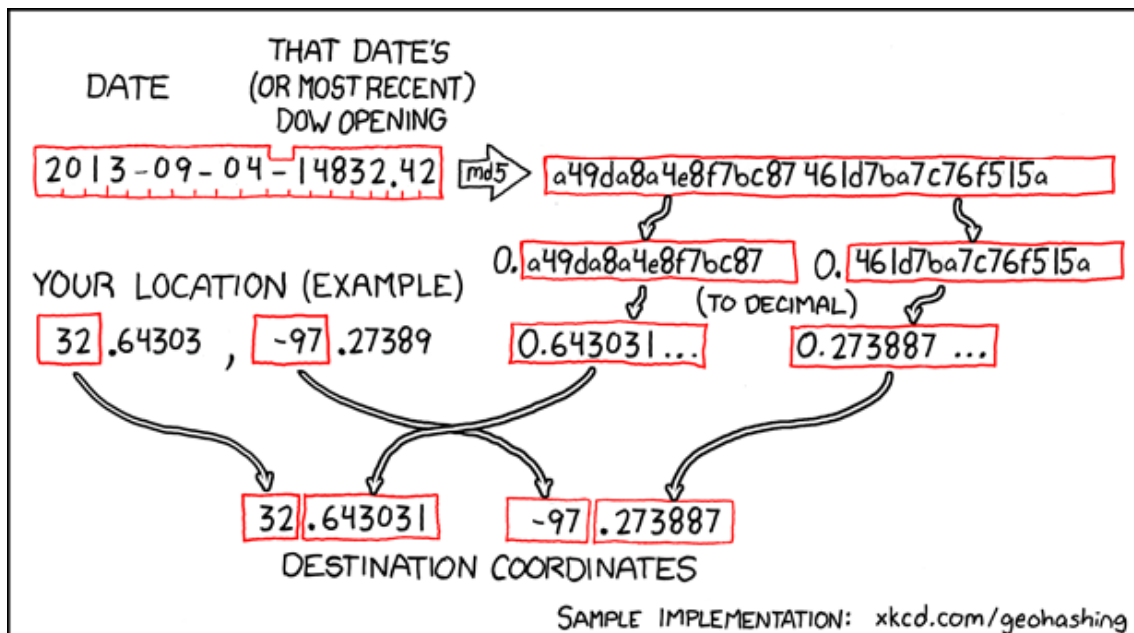 DATE
THAT DATE'S
(OR MOST RECENT)
DOW OPENING
2013-09-04-14832.42
md5
a49da8a4e8f7bc87 461d7ba7c76f515a
0. a49da8a4e8f7bc87
0. 461d7ba7c76f515a
(TO DECIMAL)
YOUR LOCATION (EXAMPLE)
32 .64303 , -97 .27389
0.643031...
0.273887 ...
32 .643031
-97 .273887
DESTINATION COORDINATES
SAMPLE IMPLEMENTATION: xkcd.com/geohashing